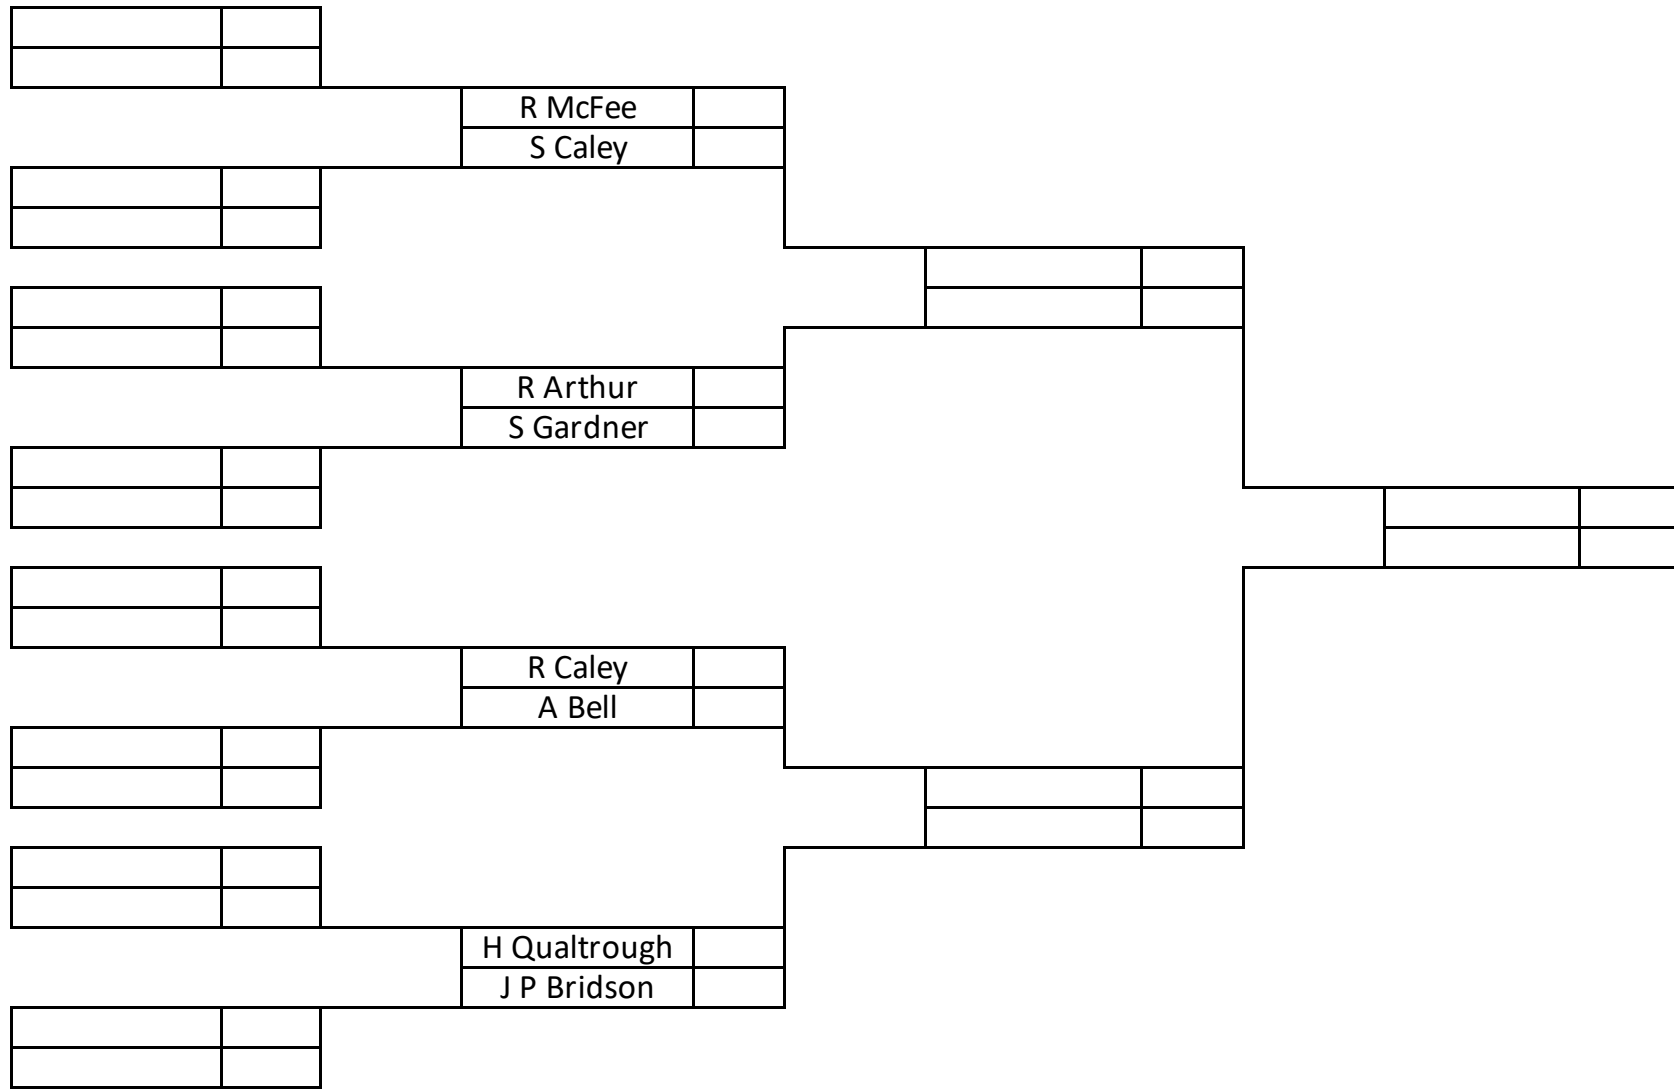 R McFee
S Caley
R Arthur
S Gardner
R Caley
A Bell
H Qualtrough
J P Bridson